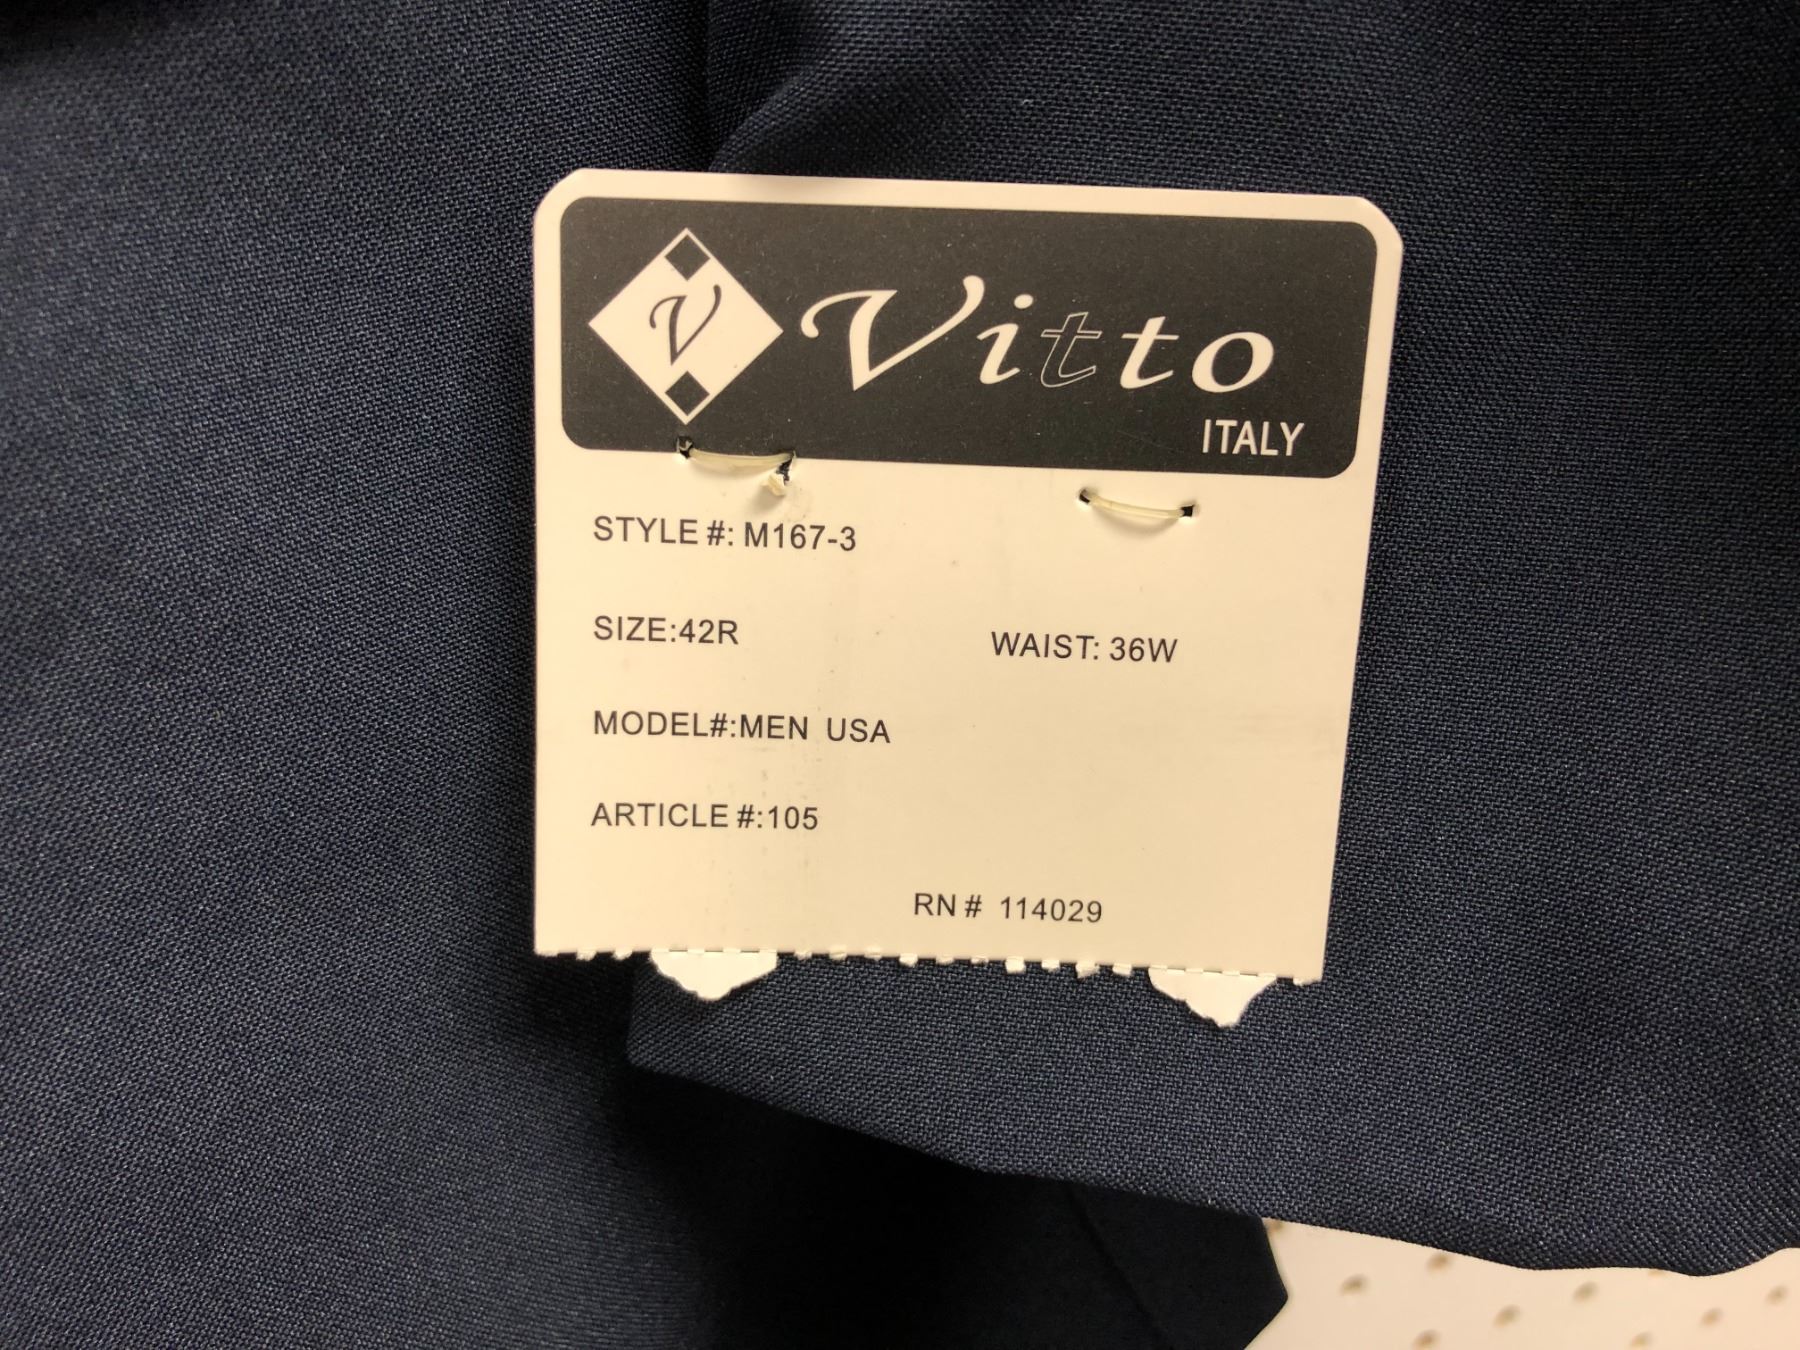 V Vitto
ITALY
STYLE #: M167-3
SIZE:42R WAIST: 36W
MODEL#:MEN USA
ARTICLE #:105
RN # 114029